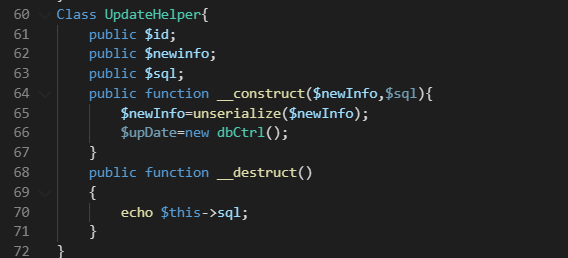 60 Class UpdateHelper{
61     public $id;
62     public $newinfo;
63     public $sql;
64     public function __construct($newInfo,$sql){
65         $newInfo=unserialize($newInfo);
66         $upDate=new dbCtrl();
67     }
68     public function __destruct()
69     {
70         echo $this->sql;
71     }
72 }